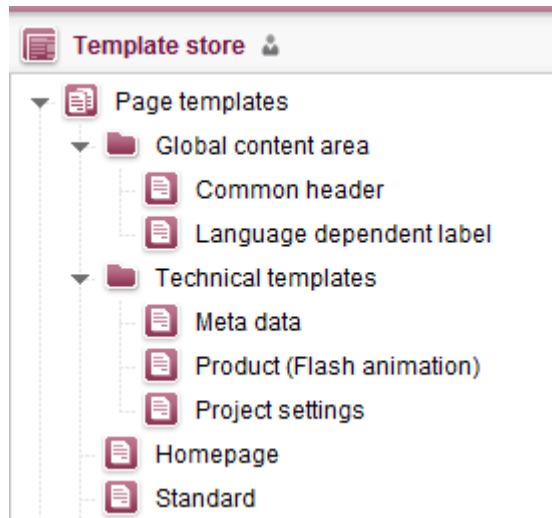 Template store
Page templates
Global content area
Common header
Language dependent label
Technical templates
Meta data
Product (Flash animation)
Project settings
Homepage
Standard